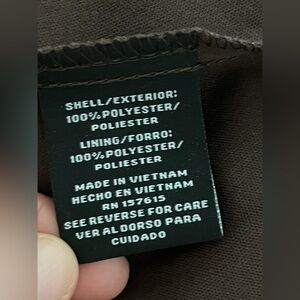 SHELL/EXTERIOR:
100% POLYESTER/
POLIESTER
LINING/FORRO:
100% POLYESTER/
POLIESTER
MADE IN VIETNAM
HECHO EN VIETNAM
RN 157615
SEE REVERSE FOR CARE
VER AL DORSO PARA
CUIDADO